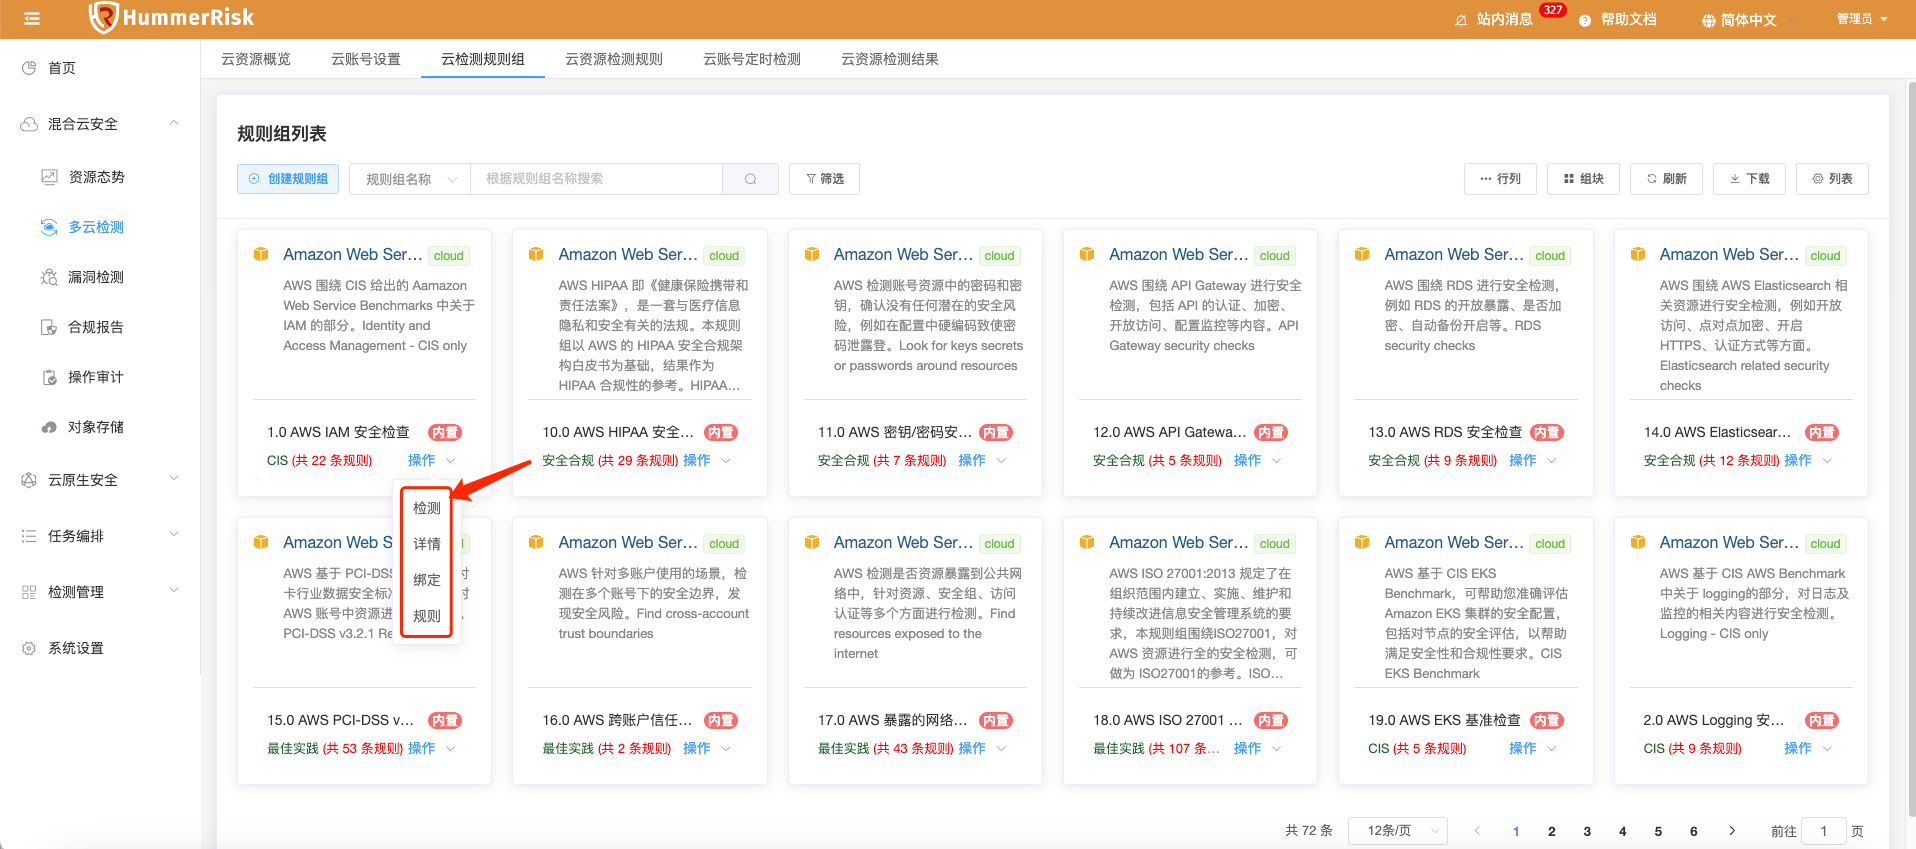 HummerRisk
站内消息 327 帮助文档 简体中文 管理员
首页
混合云安全
资源态势
多云检测
漏洞检测
合规报告
操作审计
对象存储
云原生安全
任务编排
检测管理
系统设置
云资源概览 云账号设置 云检测规则组 云资源检测规则 云账号定时检测 云资源检测结果
规则组列表
创建规则组 规则组名称 根据规则组名称搜索 筛选 行列 组块 刷新 下载 列表
Amazon Web Ser... cloud
AWS 围绕 CIS 给出的 Aamazon
Web Service Benchmarks 中关于
IAM 的部分。Identity and
Access Management - CIS only
1.0 AWS IAM 安全检查 内置
CIS (共 22 条规则) 操作
检测
详情
绑定
规则
Amazon Web Ser... cloud
AWS HIPAA 即《健康保险携带和
责任法案》，是一套与医疗信息
隐私和安全有关的法规。本规则
组以 AWS 的 HIPAA 安全合规架
构白皮书为基础，结果作为
HIPAA 合规性的参考。HIPAA...
10.0 AWS HIPAA 安全... 内置
安全合规 (共 29 条规则) 操作
Amazon Web Ser... cloud
AWS 检测账号资源中的密码和密
钥，确认没有任何潜在的安全风
险，例如在配置中硬编码致使密
码泄露登。Look for keys secrets
or passwords around resources
11.0 AWS 密钥/密码安... 内置
安全合规 (共 7 条规则) 操作
Amazon Web Ser... cloud
AWS 围绕 API Gateway 进行安全
检测，包括 API 的认证、加密、
开放访问、配置监控等内容。API
Gateway security checks
12.0 AWS API Gatewa... 内置
安全合规 (共 5 条规则) 操作
Amazon Web Ser... cloud
AWS 围绕 RDS 进行安全检测，
例如 RDS 的开放暴露、是否加
密、自动备份开启等。RDS
security checks
13.0 AWS RDS 安全检查 内置
安全合规 (共 9 条规则) 操作
Amazon Web Ser... cloud
AWS 围绕 AWS Elasticsearch 相
关资源进行安全检测，例如开放
访问、点对点加密、开启
HTTPS、认证方式等方面。
Elasticsearch related security
checks
14.0 AWS Elasticsear... 内置
安全合规 (共 12 条规则) 操作
Amazon Web S
AWS 基于 PCI-DSS 对
卡行业数据安全标 对
AWS 账号中资源进
PCI-DSS v3.2.1 Re
15.0 AWS PCI-DSS v... 内置
最佳实践 (共 53 条规则) 操作
Amazon Web Ser... cloud
AWS 针对多账户使用的场景，检
测在多个账号下的安全边界，发
现安全风险。Find cross-account
trust boundaries
16.0 AWS 跨账户信任... 内置
最佳实践 (共 2 条规则) 操作
Amazon Web Ser... cloud
AWS 检测是否资源暴露到公共网
络中，针对资源、安全组、访问
认证等多个方面进行检测。Find
resources exposed to the
internet
17.0 AWS 暴露的网络... 内置
最佳实践 (共 43 条规则) 操作
Amazon Web Ser... cloud
AWS ISO 27001:2013 规定了在
组织范围内建立、实施、维护和
持续改进信息安全管理系统的要
求，本规则组围绕ISO27001，对
AWS 资源进行全的安全检测，可
做为 ISO27001的参考。ISO...
18.0 AWS ISO 27001 ... 内置
最佳实践 (共 107 条... 操作
Amazon Web Ser... cloud
AWS 基于 CIS EKS
Benchmark，可帮助您准确评估
Amazon EKS 集群的安全配置，
包括对节点的安全评估，以帮助
满足安全性和合规性要求。CIS
EKS Benchmark
19.0 AWS EKS 基准检查 内置
CIS (共 5 条规则) 操作
Amazon Web Ser... cloud
AWS 基于 CIS AWS Benchmark
中关于 logging的部分，对日志及
监控的相关内容进行安全检测。
Logging - CIS only
2.0 AWS Logging 安... 内置
CIS (共 9 条规则) 操作
共 72 条 12条/页 1 2 3 4 5 6 前往 1 页